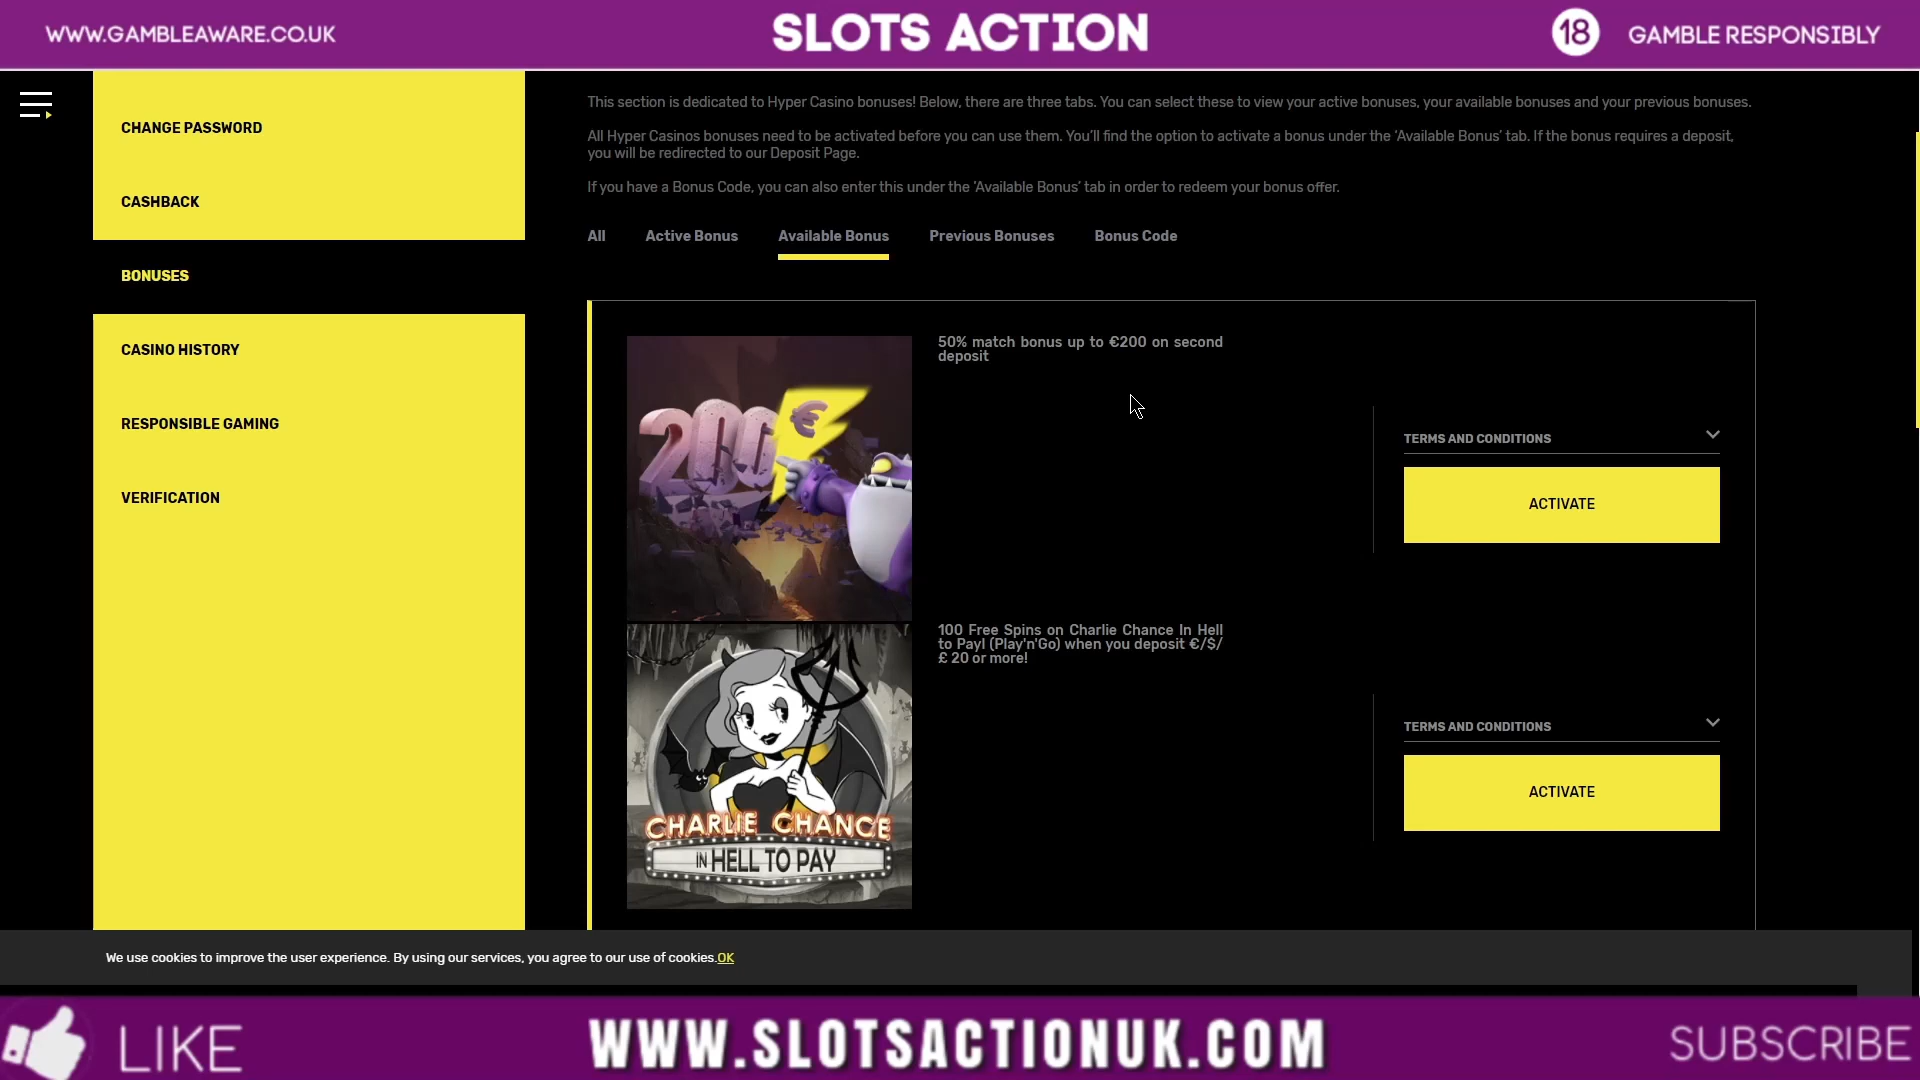 WWW.GAMBLEAWARE.CO.UK
SLOTS ACTION
18
GAMBLE RESPONSIBLY
CHANGE PASSWORD
CASHBACK
BONUSES
CASINO HISTORY
RESPONSIBLE GAMING
VERIFICATION
This section is dedicated to Hyper Casino bonuses! Below, there are three tabs. You can select these to view your active bonuses, your available bonuses and your previous bonuses.
All Hyper Casinos bonuses need to be activated before you can use them. You'll find the option to activate a bonus under the 'Available Bonus' tab. If the bonus requires a deposit,
you will be redirected to our Deposit Page.
If you have a Bonus Code, you can also enter this under the 'Available Bonus' tab in order to redeem your bonus offer.
All Active Bonus Available Bonus Previous Bonuses Bonus Code
200€
50% match bonus up to €200 on second
deposit
TERMS AND CONDITIONS
ACTIVATE
CHARLIE CHANCE
IN HELL TO PAY
100 Free Spins on Charlie Chance In Hell
to Pay! (Play'n'Go) when you deposit €/$/
£ 20 or more!
TERMS AND CONDITIONS
ACTIVATE
We use cookies to improve the user experience. By using our services, you agree to our use of cookies.OK
LIKE
WWW.SLOTSACTIONUK.COM
SUBSCRIBE